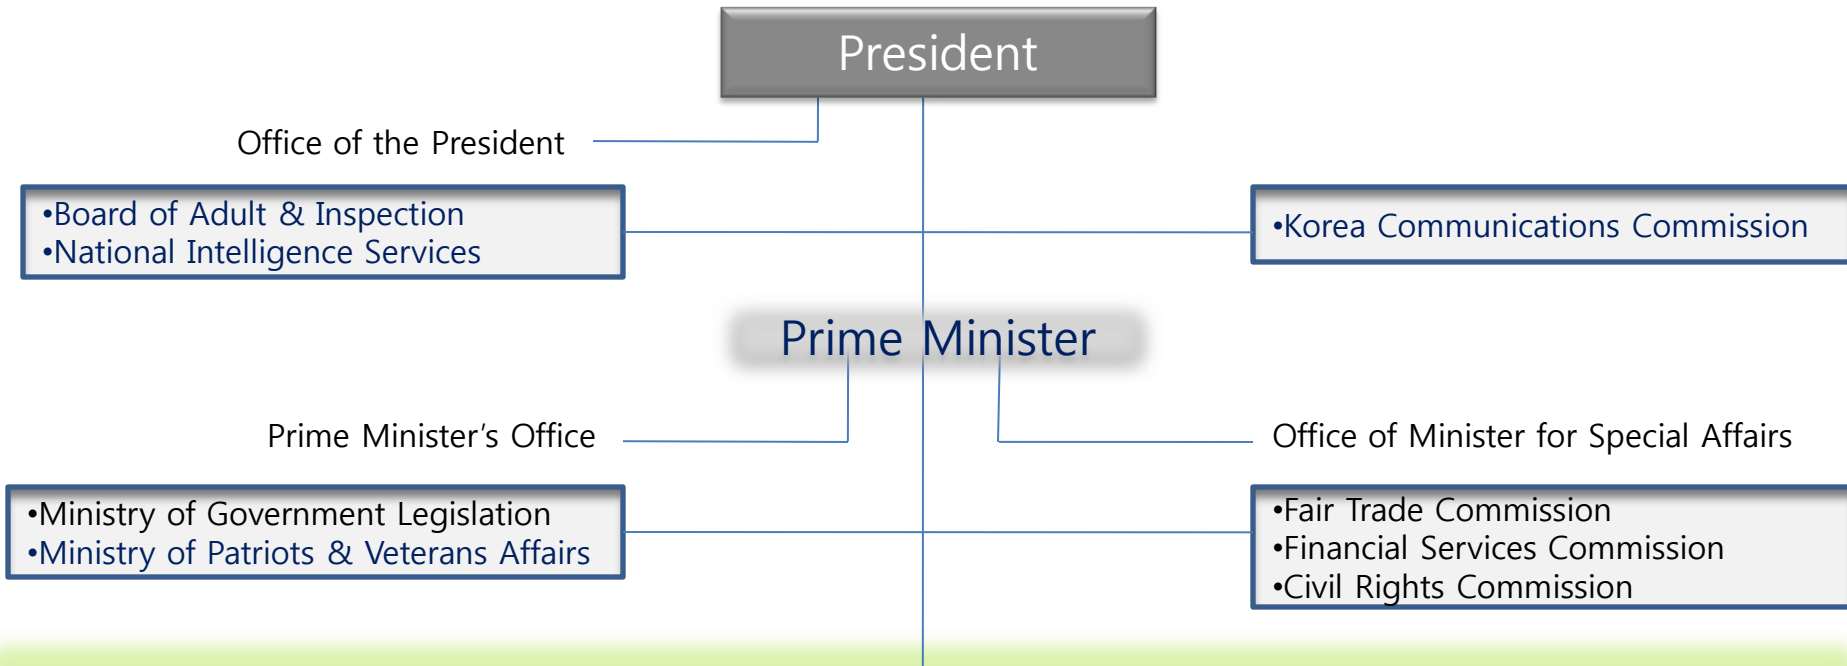 President
Office of the President
•Board of Adult & Inspection
•National Intelligence Services
•Korea Communications Commission
Prime Minister
Prime Minister’s Office
Office of Minister for Special Affairs
•Ministry of Government Legislation
•Ministry of Patriots & Veterans Affairs
•Fair Trade Commission
•Financial Services Commission
•Civil Rights Commission